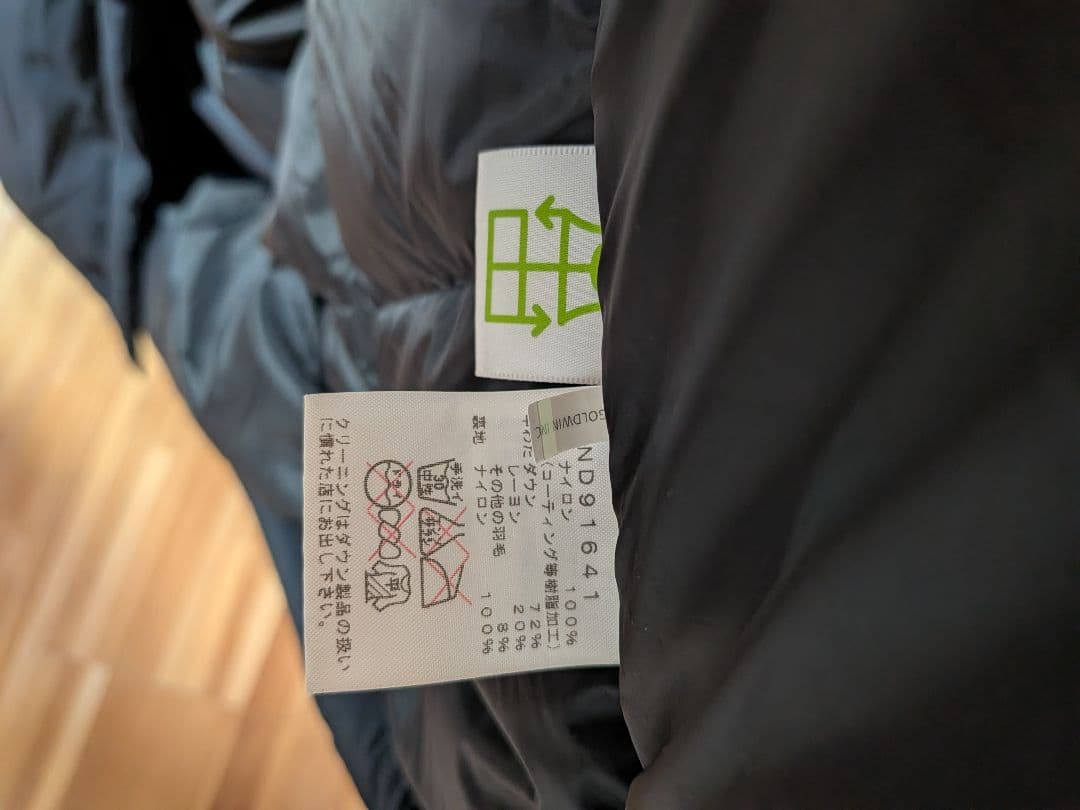 GOLDWIN INC
ND91641
ナイロン 100%
(コーティング等樹脂加工)
ダウン 72%
レーヨン 20%
その他の羽毛 8%
裏地 ナイロン 100%
手洗イ
30
中性
ドライ
平
クリーニングはダウン製品の扱い
に慣れた店にお出し下さい。